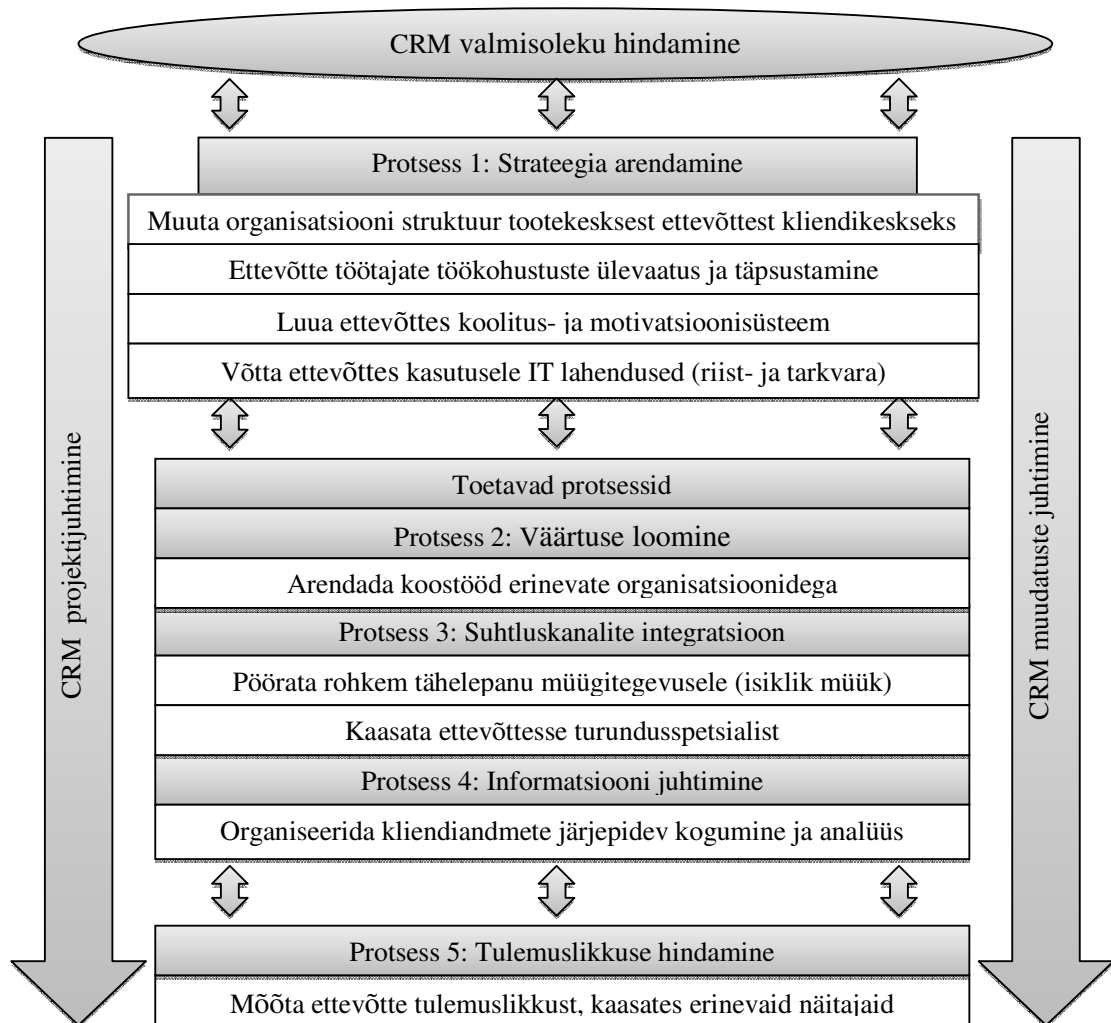 CRM valmisoleku hindamine
Protsess 1: Strateegia arendamine
Muuta organisatsiooni struktuur tootekesksest ettevõttest kliendikeskseks
Ettevõtte töötajate töökohustuste ülevaatus ja täpsustamine
Luua ettevõttes koolitus- ja motivatsioonisüsteem
Võtta ettevõttes kasutusele IT lahendused (riist- ja tarkvara)
CRM projektijuhtimine
CRM muudatuste juhtimine
Toetavad protsessid
Protsess 2: Väärtuse loomine
Arendada koostööd erinevate organisatsioonidega
Protsess 3: Suhtluskanalite integratsioon
Pöörata rohkem tähelepanu müügitegevusele (isiklik müük)
Kaasata ettevõttesse turundusspetsialist
Protsess 4: Informatsiooni juhtimine
Organiseerida kliendiandmete järjepidev kogumine ja analüüs
Protsess 5: Tulemuslikkuse hindamine
Mõõta ettevõtte tulemuslikkust, kaasates erinevaid näitajaid